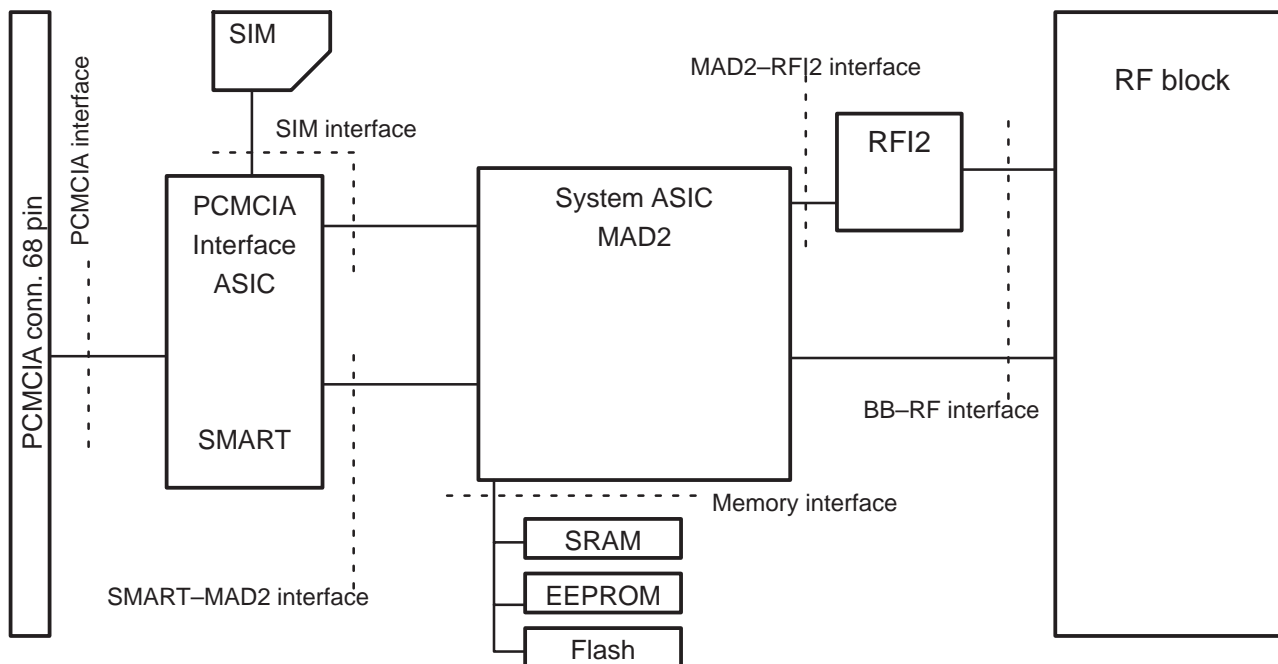 SIM
MAD2–RFI2 interface
RF block
PCMCIA interface
SIM interface
RFI2
PCMCIA conn. 68 pin
PCMCIA
Interface
ASIC
SMART
System ASIC
MAD2
BB–RF interface
Memory interface
SRAM
SMART–MAD2 interface
EEPROM
Flash